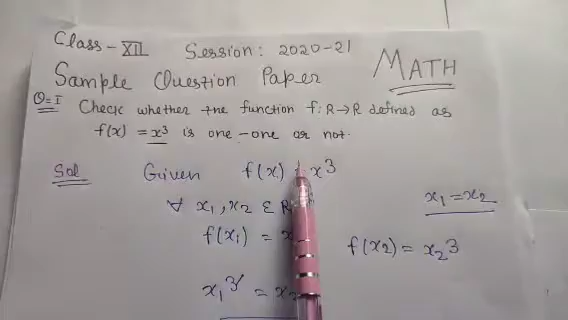 Class-XII Session: 2020-21
Sample Question Paper MATH
Q=I Check whether the function f: R→R defined as
f(x) = x³ is one-one or not.
Sol Given f(x) = x³
∀ x₁, x₂ ε R x₁ = x₂
f(x₁) = f(x₂) = x₂³
x₁³ = x₂